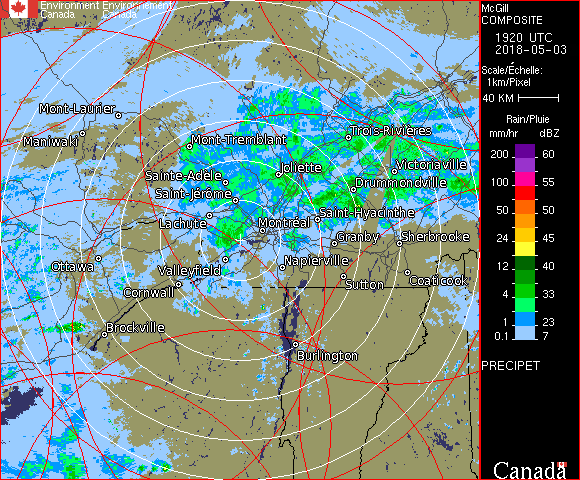 Environment Environnement
Canada Canada
McGill
COMPOSITE
1920 UTC
2018-05-03
Scale/Échelle:
1km/Pixel
40 KM
Rain/Pluie
mm/hr dBZ
200 60
100 55
50 50
24 45
12 40
4 33
1 23
0.1 7
PRECIPET
Canada
Mont-Laurier
Maniwaki
Mont-Tremblant
Trois-Rivières
Joliette
Victoriaville
Sainte-Adèle
Drummondville
Saint-Jérôme
Saint-Hyacinthe
Lachute
Montréal
Granby
Sherbrooke
Ottawa
Valleyfield
Napierville
Cornwall
Sutton
Coaticook
Brockville
Burlington